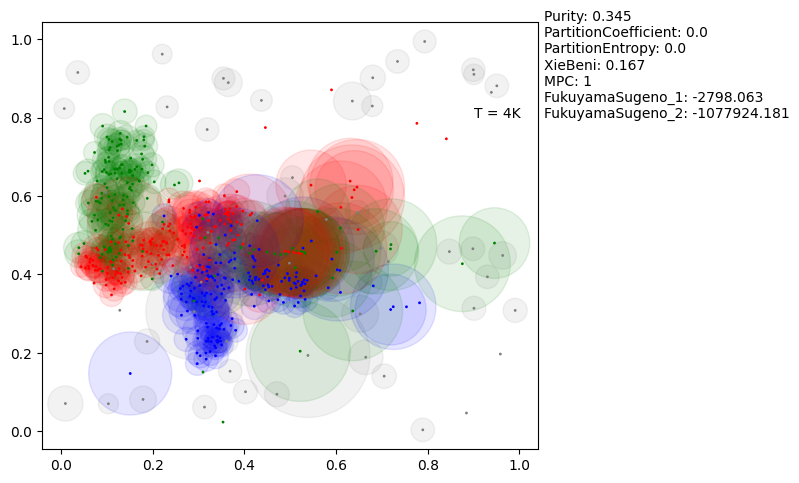 Purity: 0.345
PartitionCoefficient: 0.0
PartitionEntropy: 0.0
XieBeni: 0.167
MPC: 1
FukuyamaSugeno_1: -2798.063
FukuyamaSugeno_2: -1077924.181
T = 4K
1.0
0.8
0.6
0.4
0.2
0.0
0.0 0.2 0.4 0.6 0.8 1.0